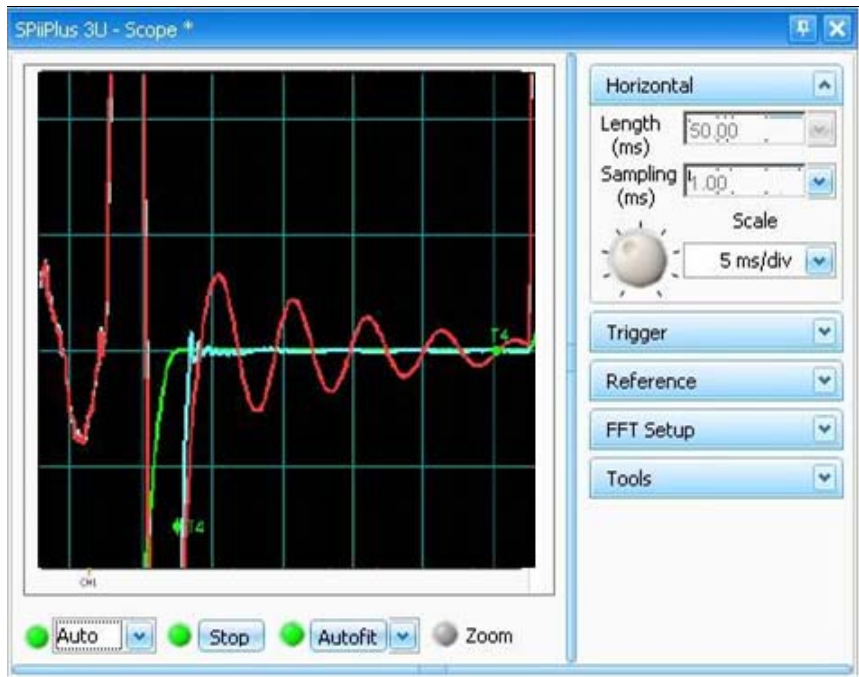 SPiiPlus 3U - Scope *
Horizontal
Length
(ms)
50.00
Sampling
(ms)
1.00
Scale
5 ms/div
Trigger
Reference
FFT Setup
Tools
T4
T4
CH1
Auto
Stop
Autofit
Zoom